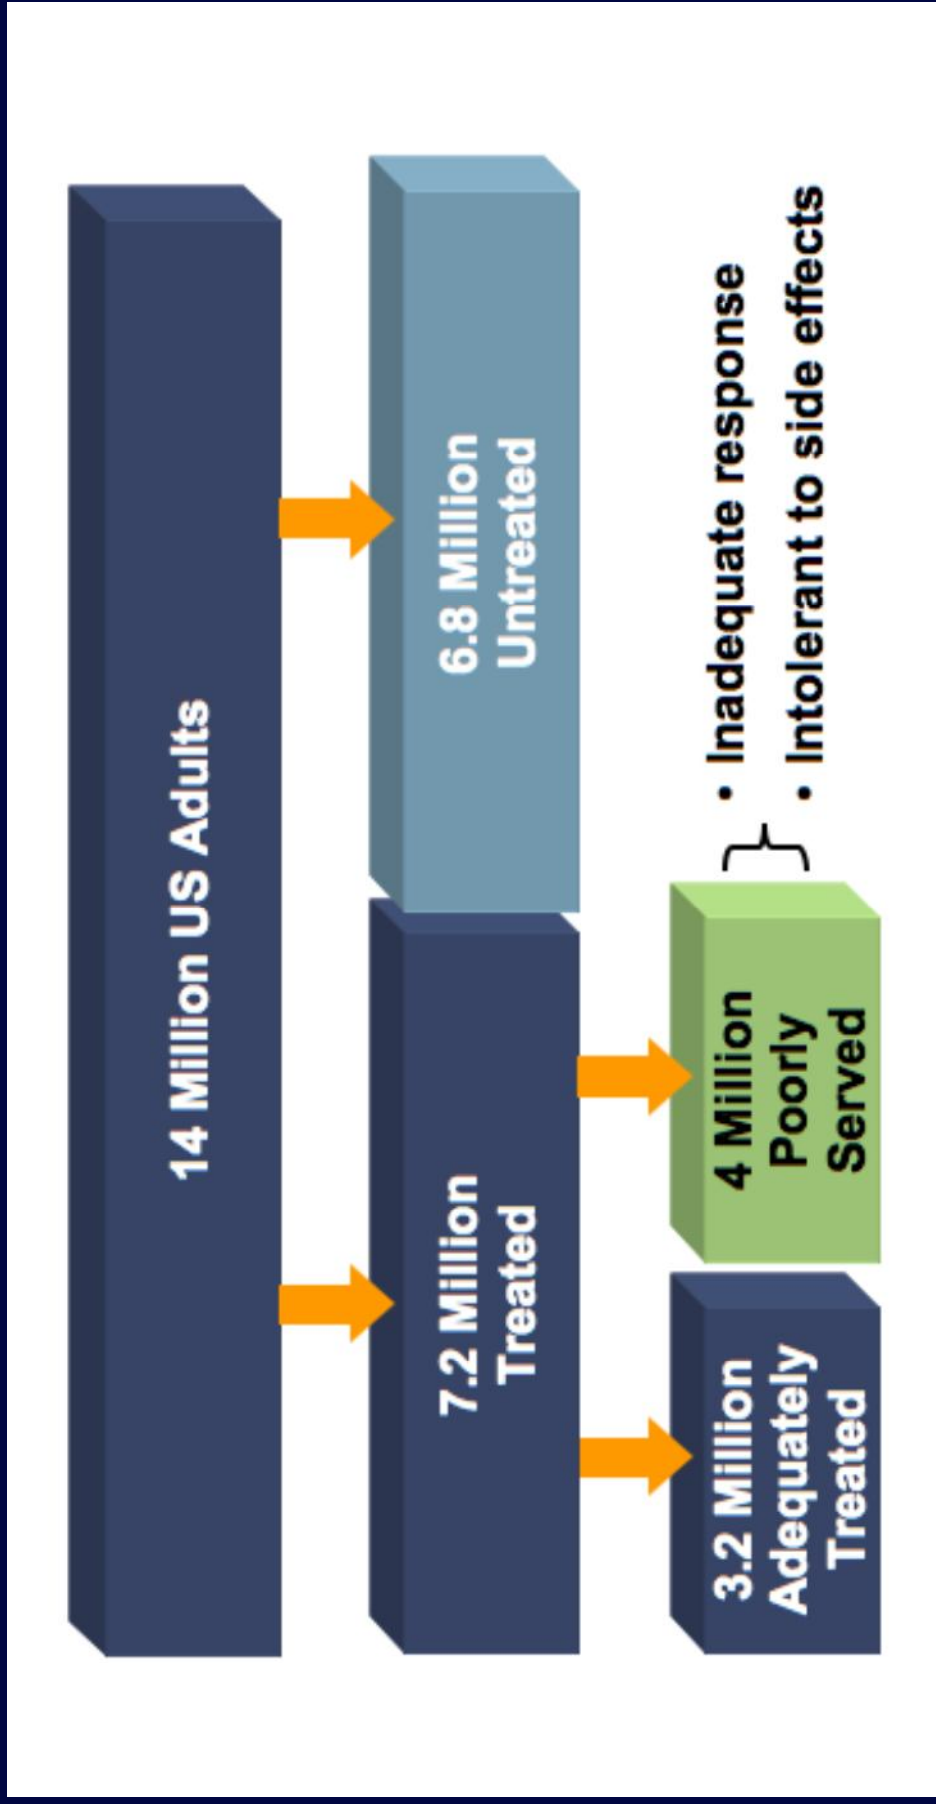 14 Million US Adults
7.2 Million
Treated
6.8 Million
Untreated
3.2 Million
Adequately
Treated
4 Million
Poorly
Served
• Inadequate response
• Intolerant to side effects